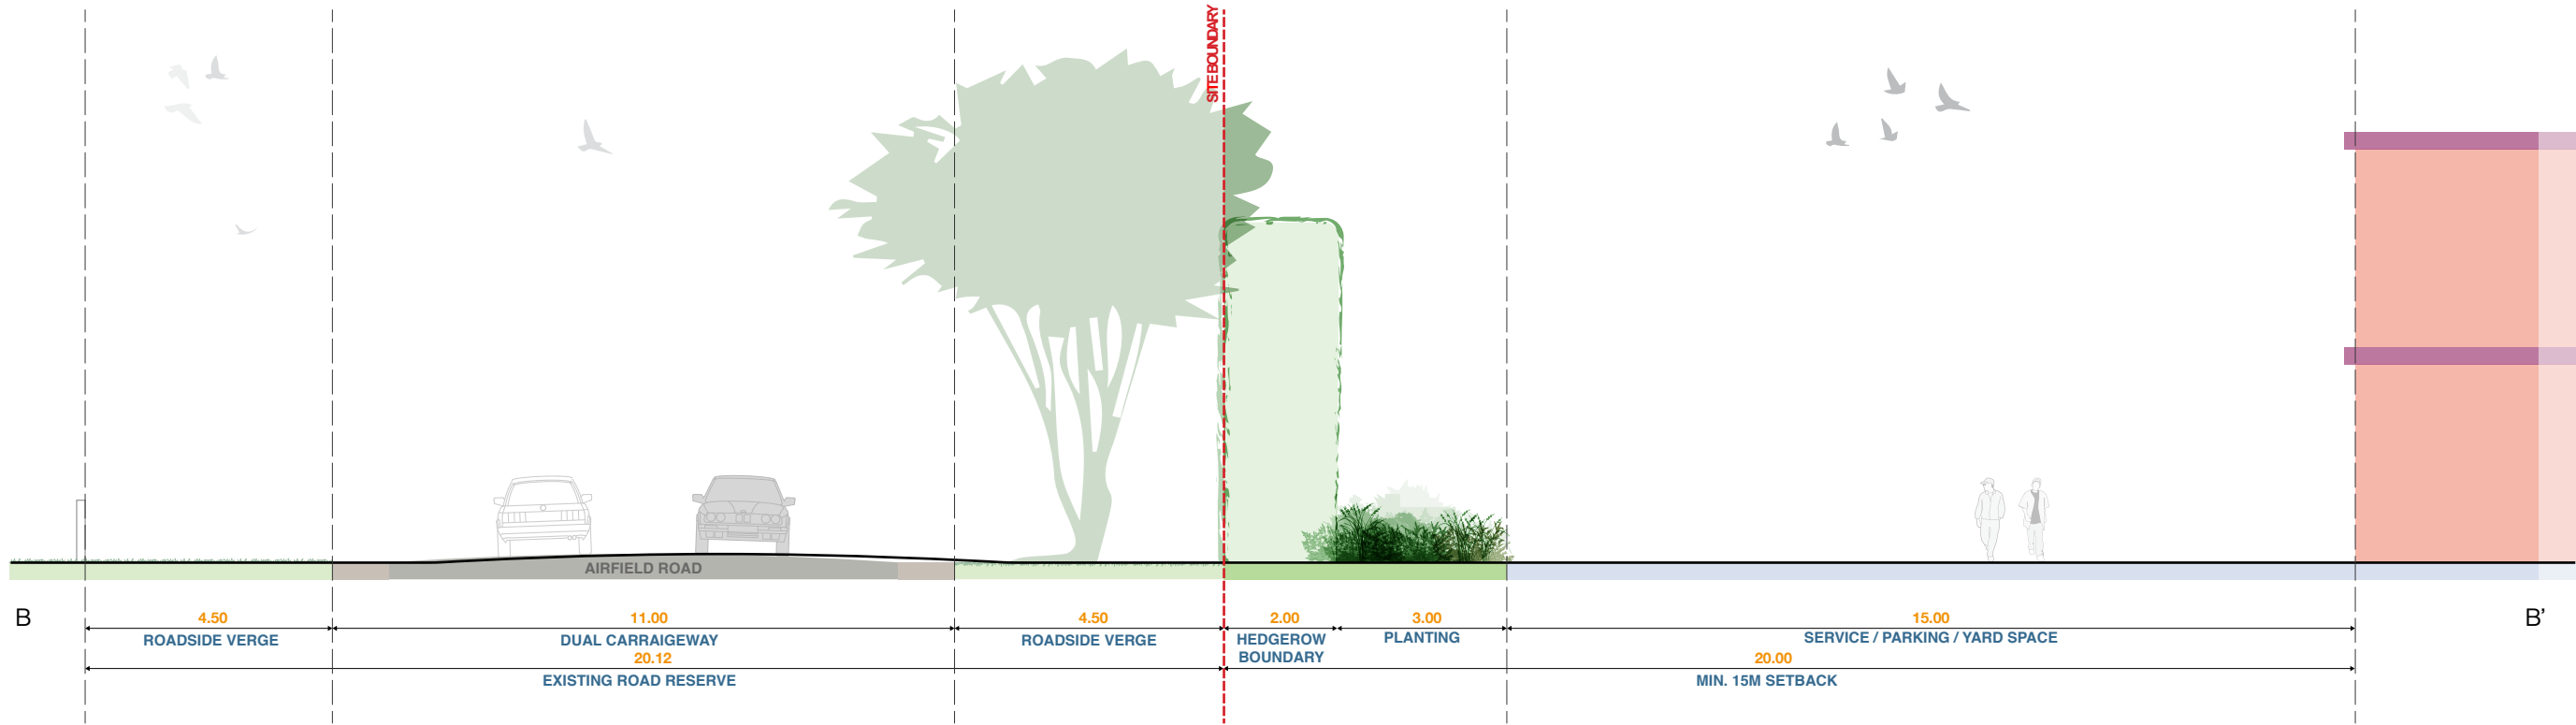 SITE BOUNDARY
AIRFIELD ROAD
B
B’
4.50
11.00
4.50
2.00
3.00
15.00
ROADSIDE VERGE
DUAL CARRAIGEWAY
ROADSIDE VERGE
HEDGEROW
BOUNDARY
PLANTING
SERVICE / PARKING / YARD SPACE
20.12
20.00
EXISTING ROAD RESERVE
MIN. 15M SETBACK